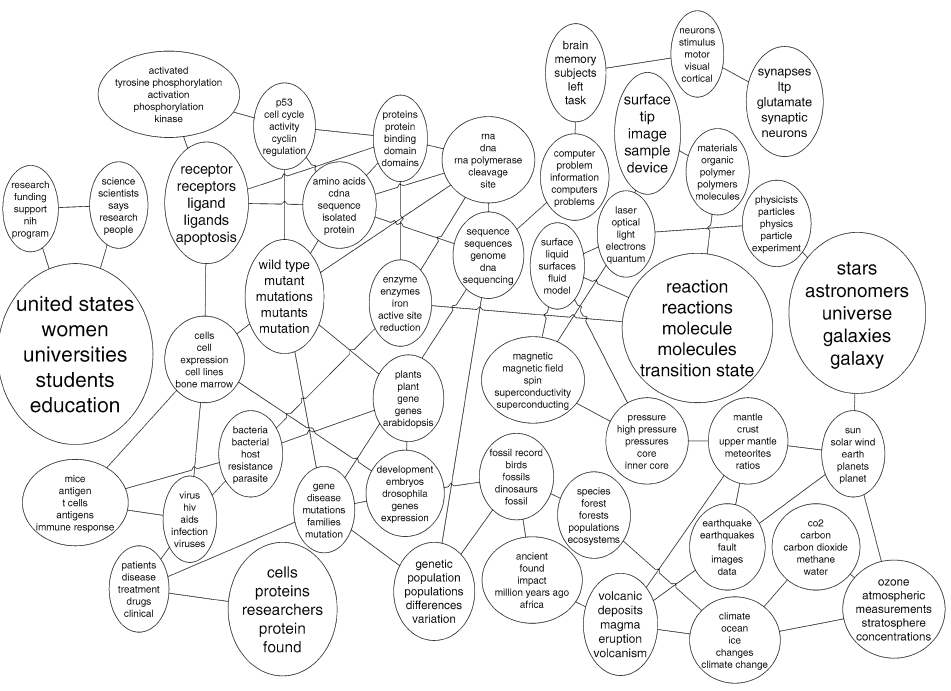 neurons
stimulus
motor
visual
cortical
brain
memory
subjects
left
task
synapses
ltp
glutamate
synaptic
neurons
activated
tyrosine phosphorylation
activation
phosphorylation
kinase
p53
cell cycle
activity
cyclin
regulation
proteins
protein
binding
domain
domains
rna
dna
rna polymerase
cleavage
site
surface
tip
image
sample
device
computer
problem
information
computers
problems
materials
organic
polymer
polymers
molecules
research
funding
support
nih
program
science
scientists
says
research
people
receptor
receptors
ligand
ligands
apoptosis
amino acids
cdna
sequence
isolated
protein
sequence
sequences
genome
dna
sequencing
surface
liquid
surfaces
fluid
model
laser
optical
light
electrons
quantum
physicists
particles
physics
particle
experiment
united states
women
universities
students
education
wild type
mutant
mutations
mutants
mutation
enzyme
enzymes
iron
active site
reduction
reaction
reactions
molecule
molecules
transition state
stars
astronomers
universe
galaxies
galaxy
cells
cell
expression
cell lines
bone marrow
plants
plant
gene
genes
arabidopsis
magnetic
magnetic field
spin
superconductivity
superconducting
pressure
high pressure
pressures
core
inner core
mantle
crust
upper mantle
meteorites
ratios
sun
solar wind
earth
planets
planet
bacteria
bacterial
host
resistance
parasite
mice
antigen
t cells
antigens
immune response
virus
hiv
aids
infection
viruses
gene
disease
mutations
families
mutation
development
embryos
drosophila
genes
expression
fossil record
birds
fossils
dinosaurs
fossil
species
forest
forests
populations
ecosystems
earthquake
earthquakes
fault
images
data
co2
carbon
carbon dioxide
methane
water
patients
disease
treatment
drugs
clinical
cells
proteins
researchers
protein
found
genetic
population
populations
differences
variation
ancient
found
impact
million years ago
africa
volcanic
deposits
magma
eruption
volcanism
climate
ocean
ice
changes
climate change
ozone
atmospheric
measurements
stratosphere
concentrations